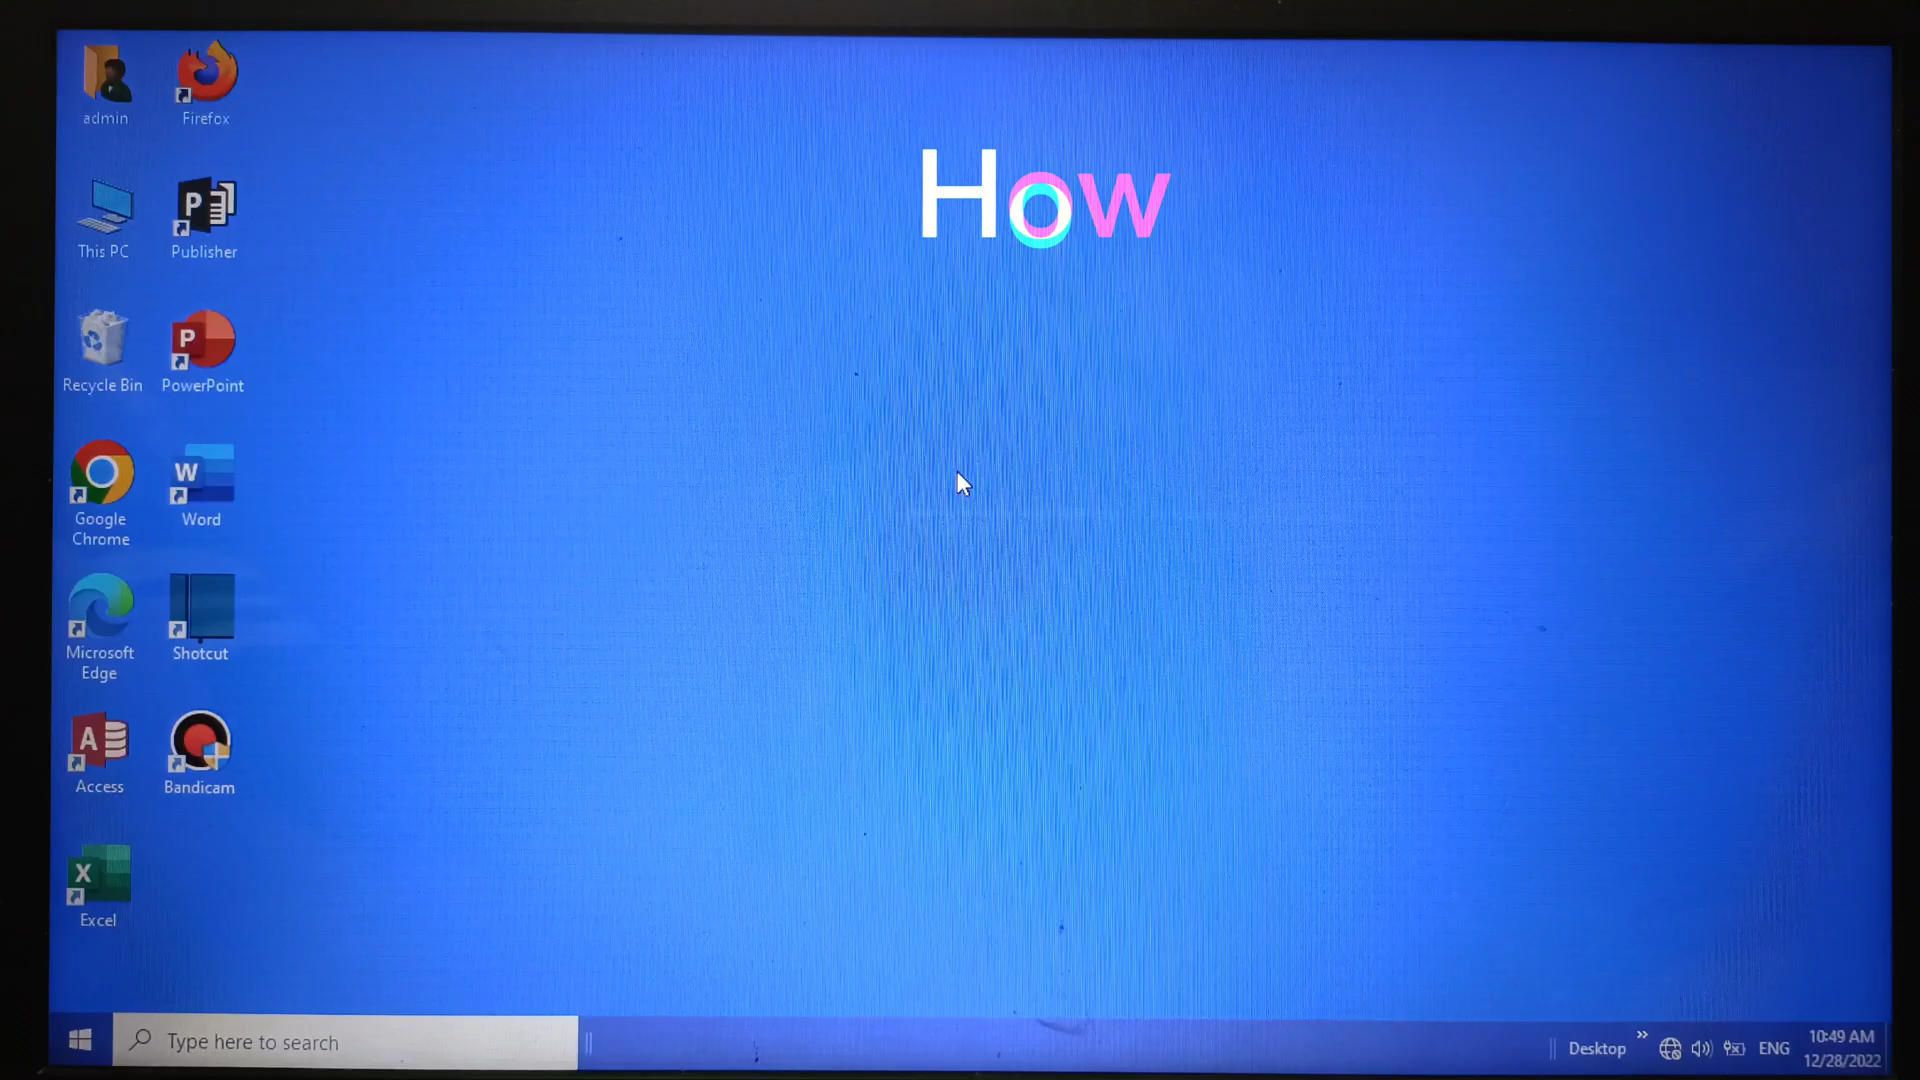 How
admin
Firefox
This PC
Publisher
Recycle Bin
PowerPoint
Google
Chrome
Word
Microsoft
Edge
Shotcut
Access
Bandicam
Excel
Type here to search
Desktop
ENG
10:49 AM
12/28/2022